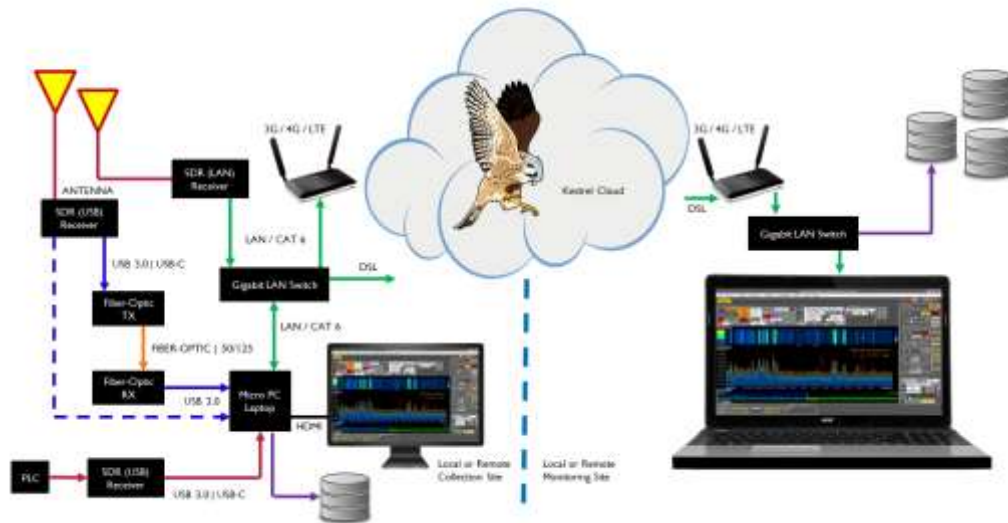 3G / 4G / LTE
SDR (LAN)
Receiver
ANTENNA
SDR (USB)
Receiver
LAN / CAT 6
USB 3.0 | USB-C
Gigabit LAN Switch
DSL
Fiber-Optic
TX
LAN / CAT 6
FIBER-OPTIC | 50/125
Fiber-Optic
RX
USB 3.0
Micro PC
Laptop
HDMI
PLC
SDR (USB)
Receiver
USB 3.0 | USB-C
Local or Remote
Collection Site
Local or Remote
Monitoring Site
Kestrel Cloud
3G / 4G / LTE
DSL
Gigabit LAN Switch